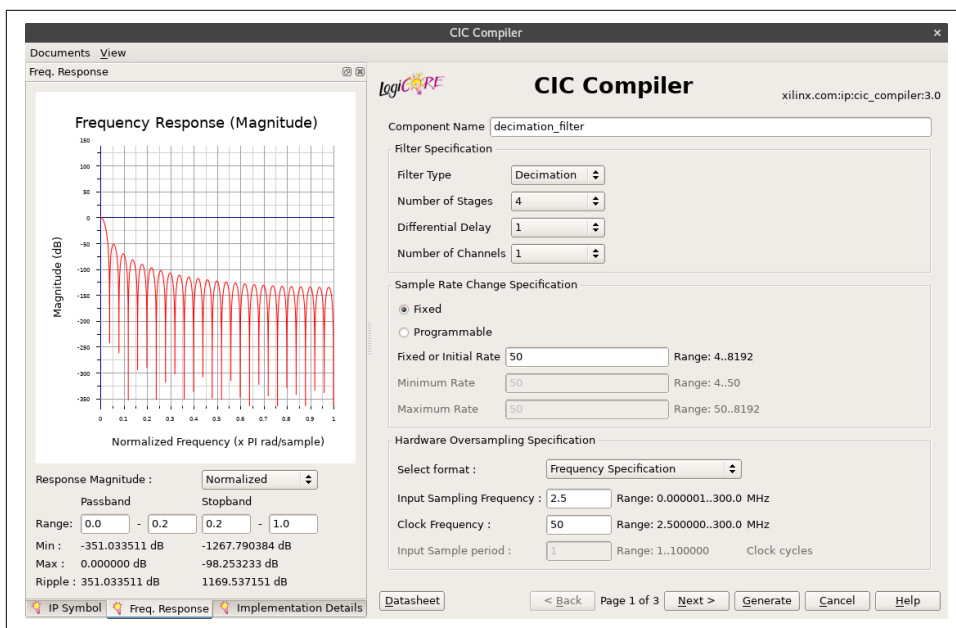 CIC Compiler
Documents View
Freq. Response
Frequency Response (Magnitude)
150
100
50
0
-50
-100
-150
-200
-250
-300
-350
Magnitude (dB)
0 0.1 0.2 0.3 0.4 0.5 0.6 0.7 0.8 0.9 1
Normalized Frequency (x PI rad/sample)
Response Magnitude : Normalized
Passband Stopband
Range: 0.0 - 0.2 0.2 - 1.0
Min : -351.033511 dB -1267.790384 dB
Max : 0.000000 dB -98.253233 dB
Ripple : 351.033511 dB 1169.537151 dB
IP Symbol Freq. Response Implementation Details
LogiCORE
CIC Compiler
xilinx.com:ip:cic_compiler:3.0
Component Name decimation_filter
Filter Specification
Filter Type Decimation
Number of Stages 4
Differential Delay 1
Number of Channels 1
Sample Rate Change Specification
Fixed
Programmable
Fixed or Initial Rate 50 Range: 4..8192
Minimum Rate 50 Range: 4..50
Maximum Rate 50 Range: 50..8192
Hardware Oversampling Specification
Select format : Frequency Specification
Input Sampling Frequency : 2.5 Range: 0.000001..300.0 MHz
Clock Frequency : 50 Range: 2.500000..300.0 MHz
Input Sample period : 1 Range: 1..100000 Clock cycles
Datasheet < Back Page 1 of 3 Next > Generate Cancel Help